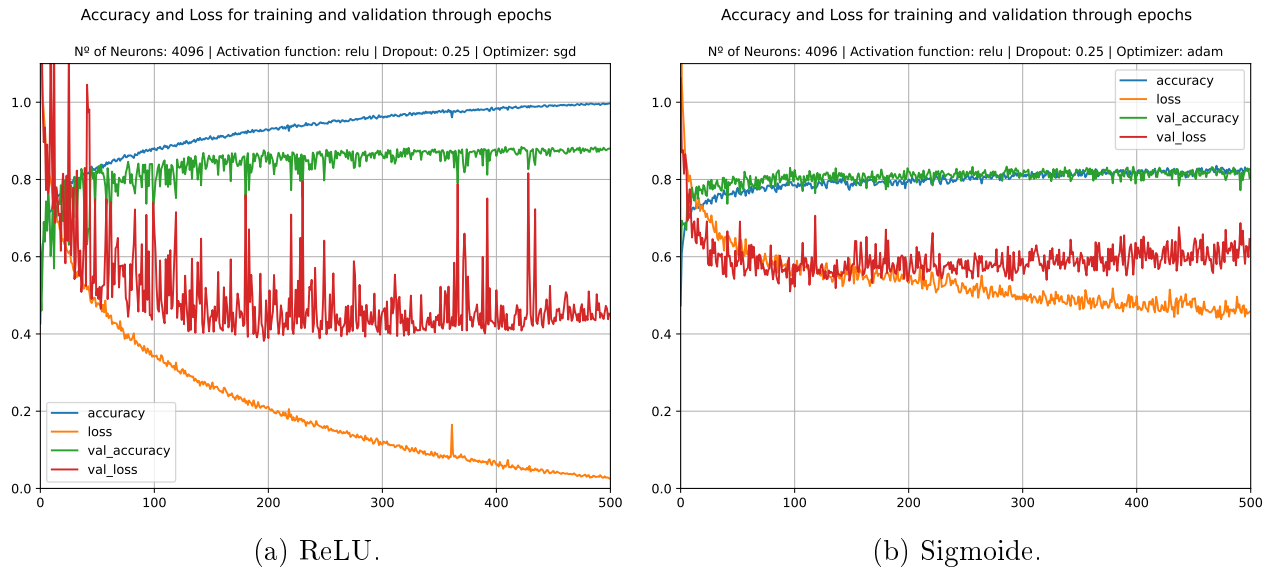 Accuracy and Loss for training and validation through epochs
Nº of Neurons: 4096 | Activation function: relu | Dropout: 0.25 | Optimizer: sgd
1.0
0.8
0.6
0.4
0.2
0.0
accuracy
loss
val_accuracy
val_loss
0
100
200
300
400
500
(a) ReLU.
Accuracy and Loss for training and validation through epochs
Nº of Neurons: 4096 | Activation function: relu | Dropout: 0.25 | Optimizer: adam
accuracy
loss
val_accuracy
val_loss
1.0
0.8
0.6
0.4
0.2
0.0
0
100
200
300
400
500
(b) Sigmoide.